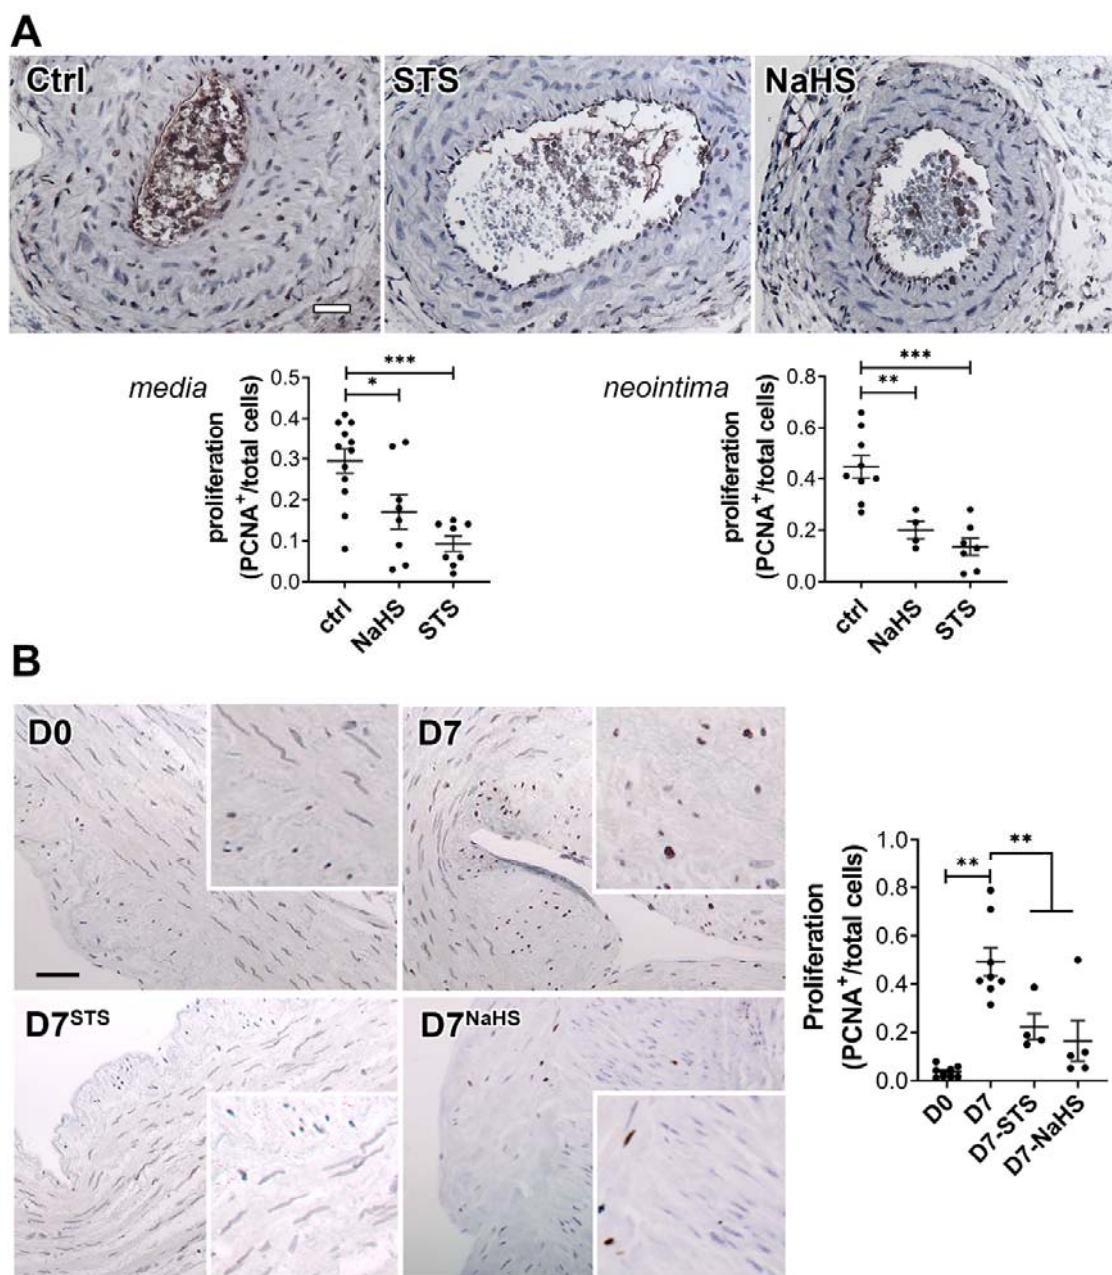 A
Ctrl
STS
NaHS
media
proliferation
(PCNA+/total cells)
0.5
0.4
0.3
0.2
0.1
0.0
***
*
ctrl
NaHS
STS
neointima
proliferation
(PCNA+/total cells)
0.8
0.6
0.4
0.2
0.0
***
**
ctrl
NaHS
STS
B
D0
D7
D7STS
D7NaHS
Proliferation
(PCNA+/total cells)
1.0
0.8
0.6
0.4
0.2
0.0
**
**
D0
D7
D7-STS
D7-NaHS